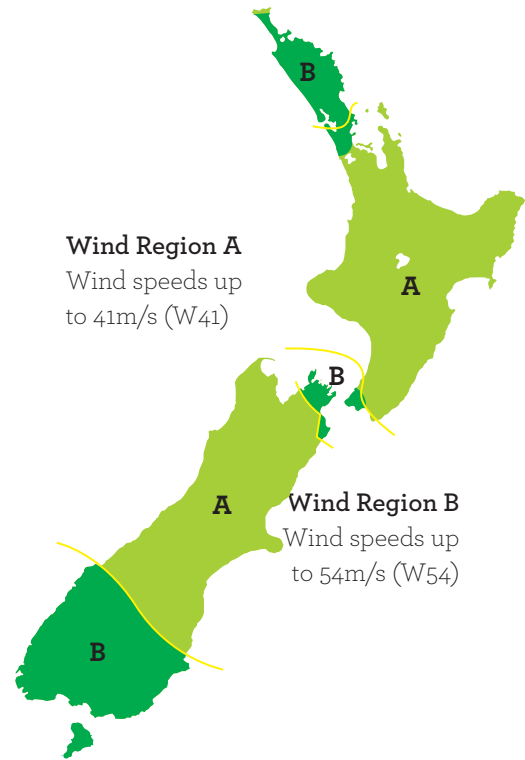 B
Wind Region A
Wind speeds up
to 41m/s (W41)
A
B
A
Wind Region B
Wind speeds up
to 54m/s (W54)
B